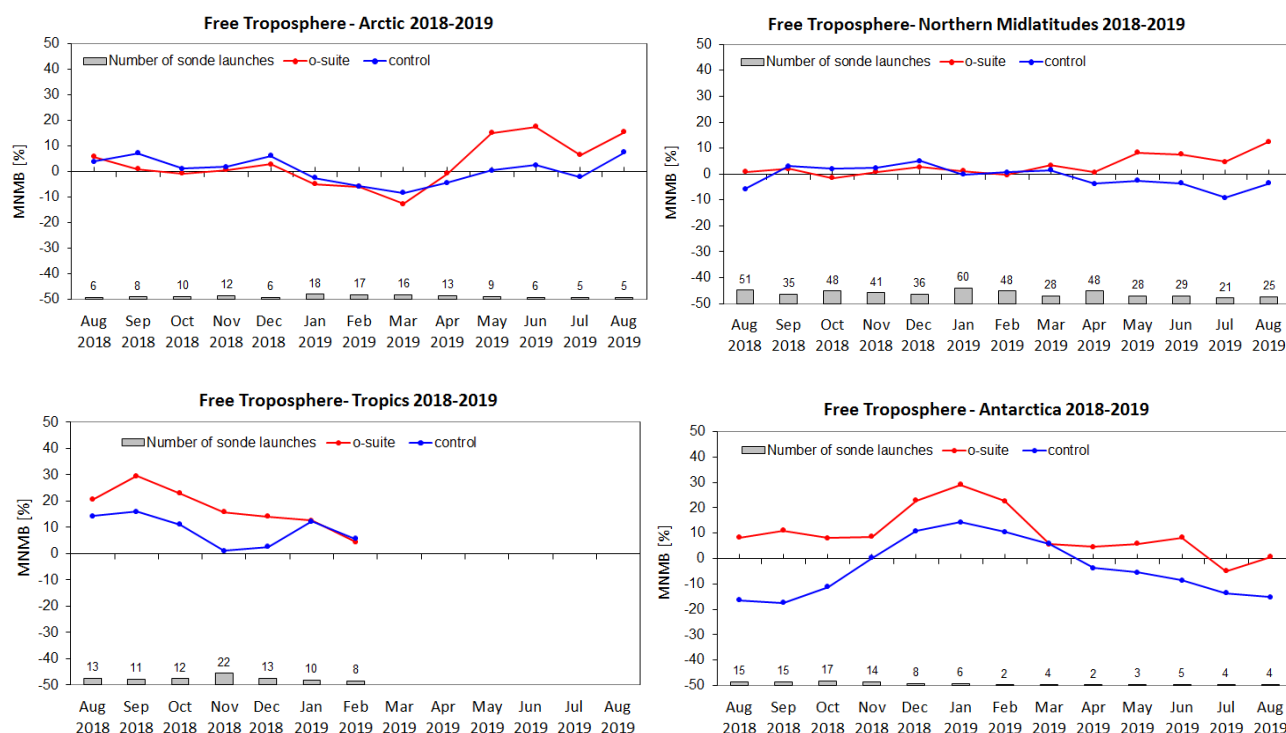 Free Troposphere - Arctic 2018-2019
50
40
30
20
10
0
-10
-20
-30
-40
-50
MNMB [%]
Number of sonde launches o-suite control
6 8 10 12 6 18 17 16 13 9 6 5 5
Aug Sep Oct Nov Dec Jan Feb Mar Apr May Jun Jul Aug
2018 2018 2018 2018 2018 2019 2019 2019 2019 2019 2019 2019 2019
Free Troposphere- Northern Midlatitudes 2018-2019
50
40
30
20
10
0
-10
-20
-30
-40
-50
MNMB [%]
Number of sonde launches o-suite control
51 35 48 41 36 60 48 28 48 28 29 21 25
Aug Sep Oct Nov Dec Jan Feb Mar Apr May Jun Jul Aug
2018 2018 2018 2018 2018 2019 2019 2019 2019 2019 2019 2019 2019
Free Troposphere- Tropics 2018-2019
50
40
30
20
10
0
-10
-20
-30
-40
-50
MNMB [%]
Number of sonde launches o-suite control
13 11 12 22 13 10 8
Aug Sep Oct Nov Dec Jan Feb Mar Apr May Jun Jul Aug
2018 2018 2018 2018 2018 2019 2019 2019 2019 2019 2019 2019 2019
Free Troposphere - Antarctica 2018-2019
50
40
30
20
10
0
-10
-20
-30
-40
-50
MNMB [%]
Number of sonde launches o-suite control
15 15 17 14 8 6 2 4 2 3 5 4 4
Aug Sep Oct Nov Dec Jan Feb Mar Apr May Jun Jul Aug
2018 2018 2018 2018 2018 2019 2019 2019 2019 2019 2019 2019 2019